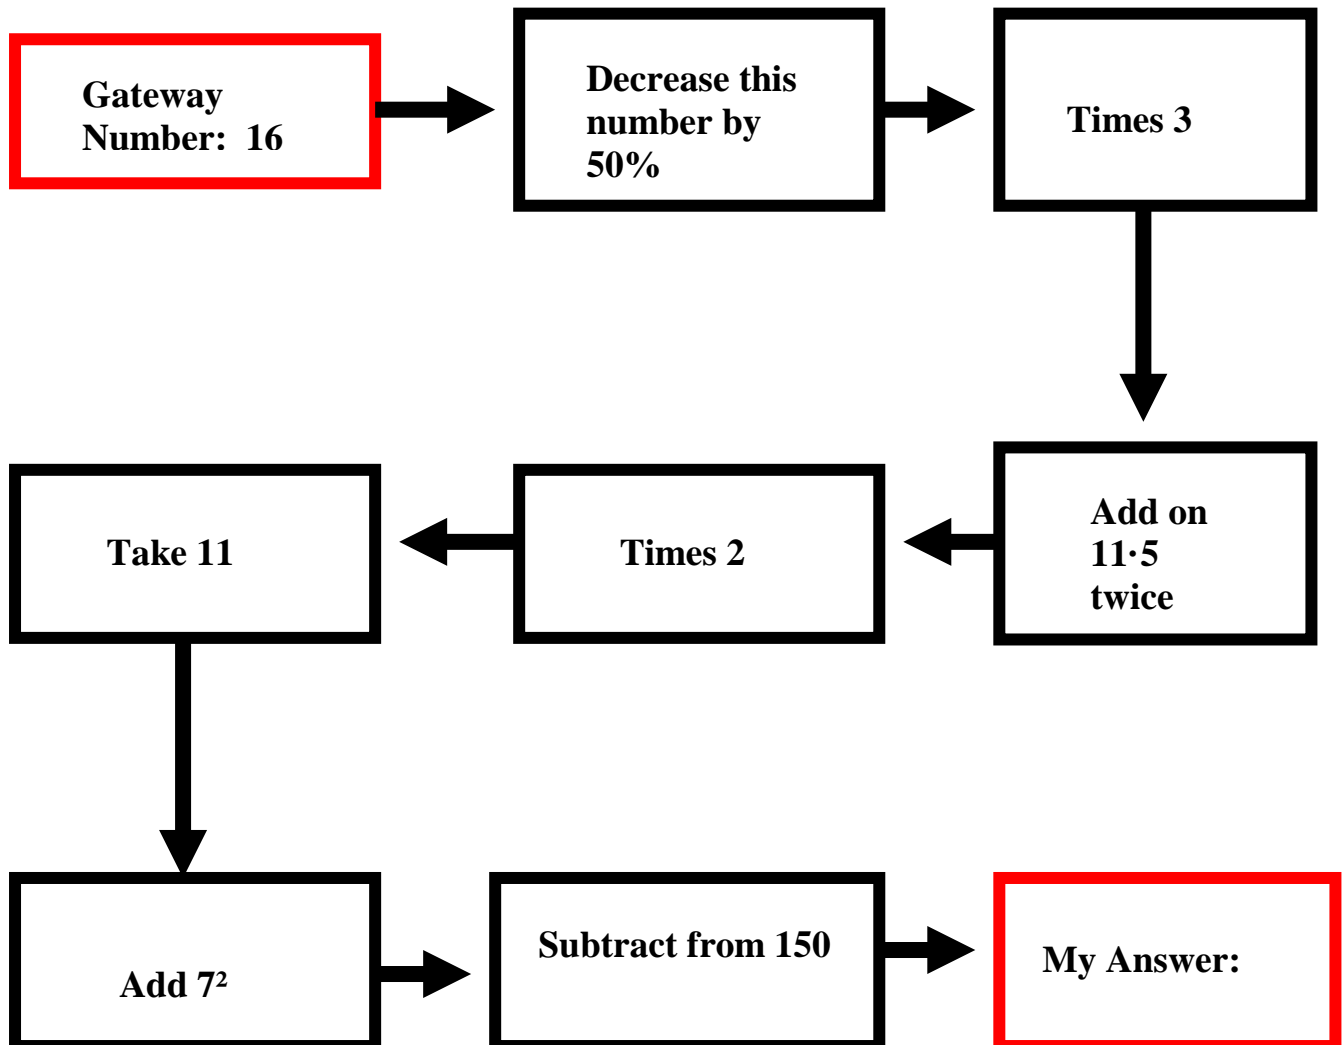 Gateway
Number:  16
Decrease this
number by
50%
Times 3
Add on
11·5
twice
Times 2
Take 11
Add 7²
Subtract from 150
My Answer: